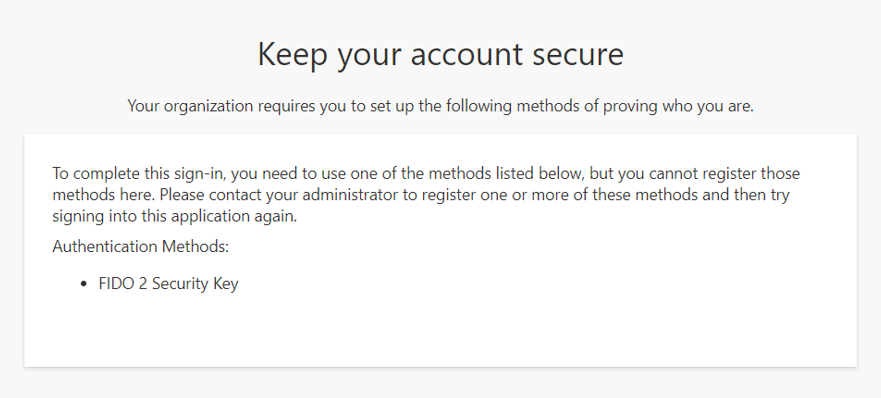 Keep your account secure
Your organization requires you to set up the following methods of proving who you are.
To complete this sign-in, you need to use one of the methods listed below, but you cannot register those
methods here. Please contact your administrator to register one or more of these methods and then try
signing into this application again.
Authentication Methods:
• FIDO 2 Security Key